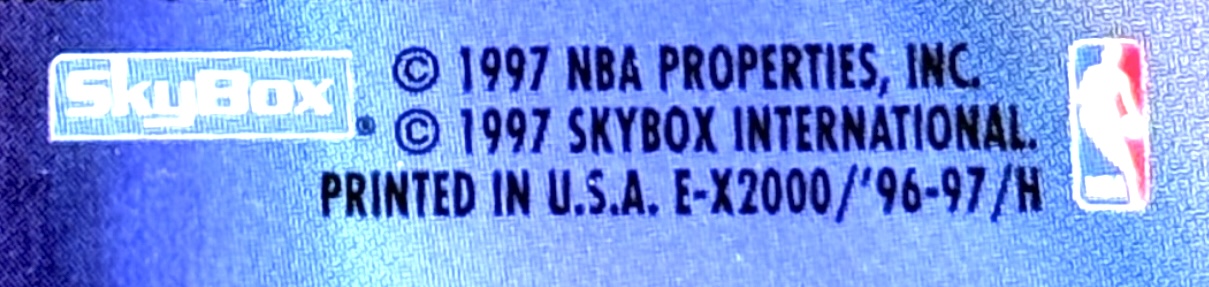 SkyBox® © 1997 NBA PROPERTIES, INC.
© 1997 SKYBOX INTERNATIONAL.
PRINTED IN U.S.A. E-X2000/'96-97/H